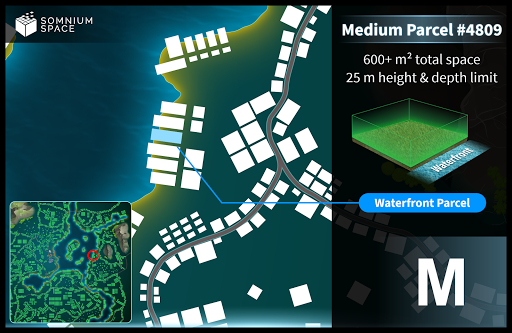 SOMNIUM
SPACE
Medium Parcel #4809
600+ m² total space
25 m height & depth limit
Waterfront
Waterfront Parcel
M